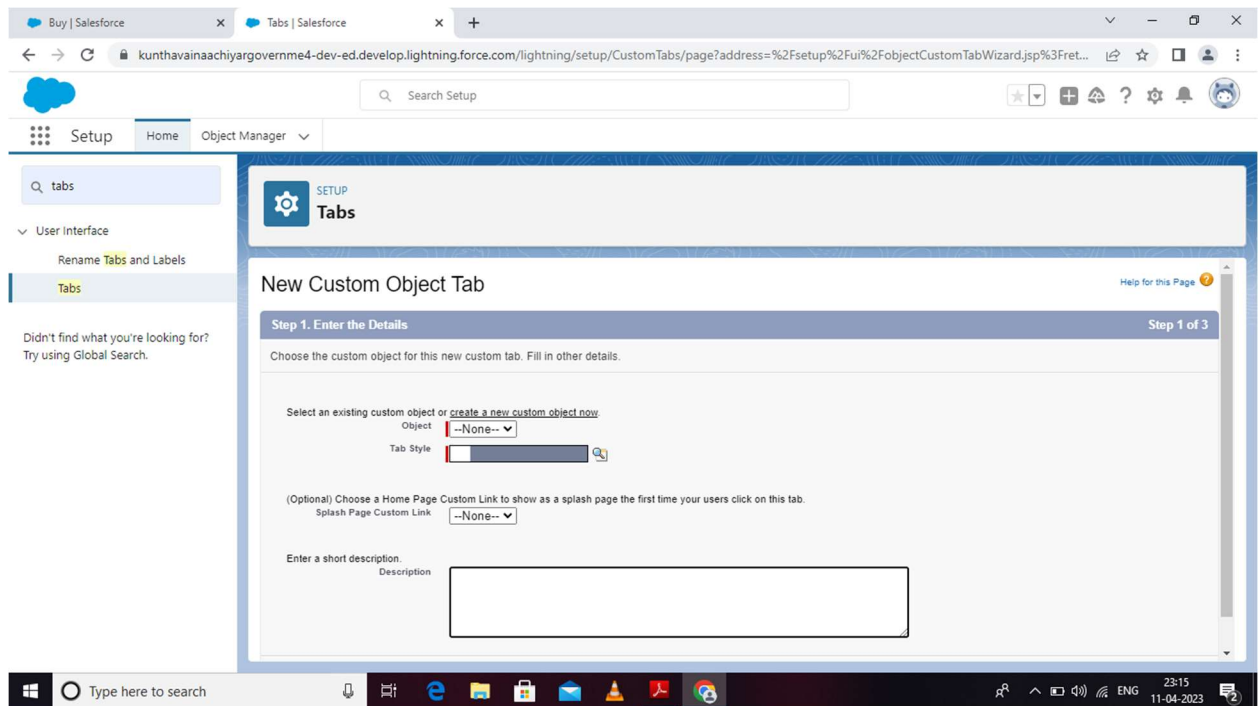 Buy | Salesforce
Tabs | Salesforce
kunthavainaachiyargovernme4-dev-ed.develop.lightning.force.com/lightning/setup/CustomTabs/page?address=%2Fsetup%2Fui%2FobjectCustomTabWizard.jsp%3Fret...
Search Setup
Setup
Home
Object Manager
tabs
User Interface
Rename Tabs and Labels
Tabs
Didn't find what you're looking for?
Try using Global Search.
SETUP
Tabs
New Custom Object Tab
Help for this Page
Step 1. Enter the Details
Step 1 of 3
Choose the custom object for this new custom tab. Fill in other details.
Select an existing custom object or create a new custom object now.
Object
--None--
Tab Style
(Optional) Choose a Home Page Custom Link to show as a splash page the first time your users click on this tab.
Splash Page Custom Link
--None--
Enter a short description.
Description
Type here to search
ENG
23:15
11-04-2023
2